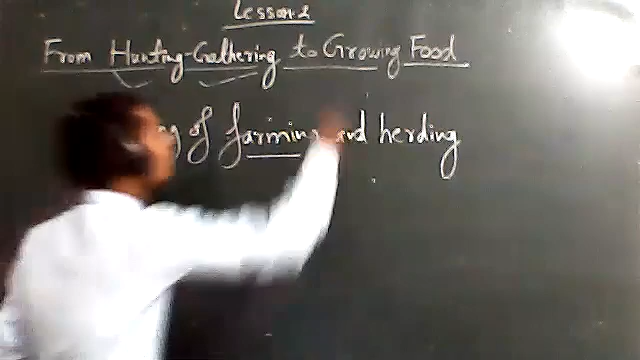 Lesson 2
From Hunting-Gathering to Growing Food
of farming and herding